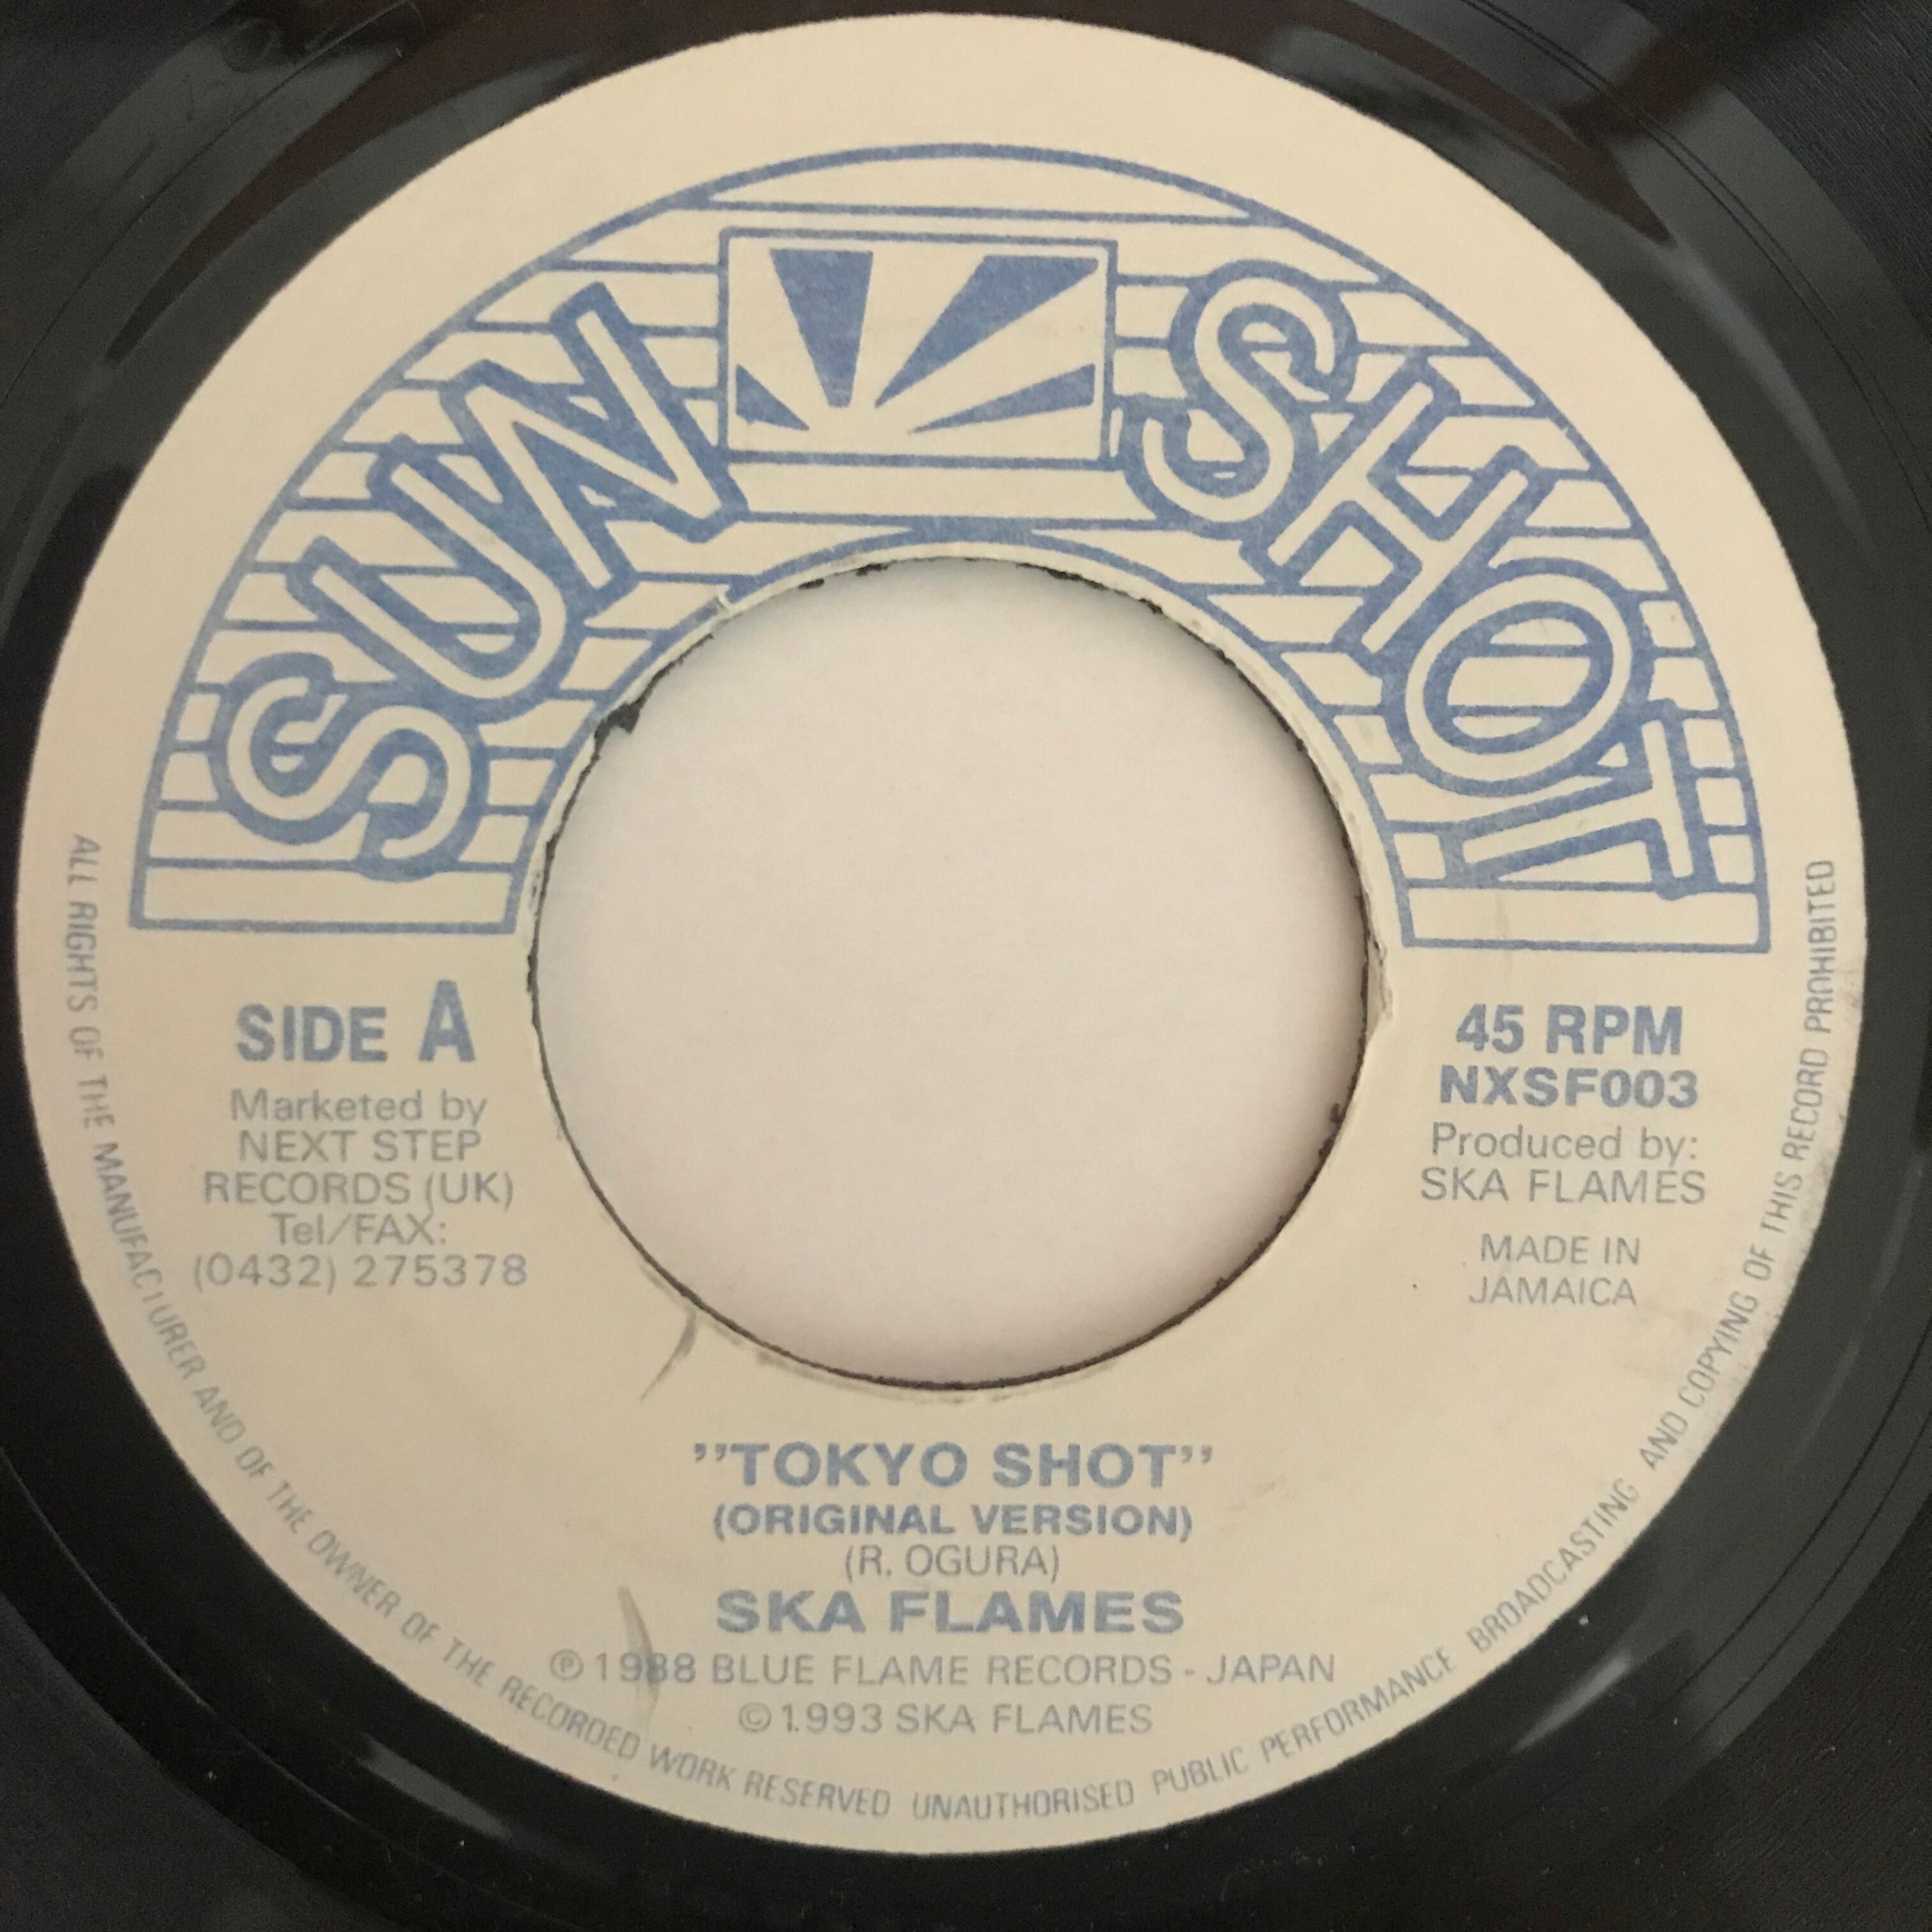 SUN SHOT
SIDE A
Marketed by
NEXT STEP
RECORDS (UK)
Tel/FAX:
(0432) 275378
45 RPM
NXSF003
Produced by:
SKA FLAMES
MADE IN
JAMAICA
"TOKYO SHOT"
(ORIGINAL VERSION)
(R. OGURA)
SKA FLAMES
℗ 1988 BLUE FLAME RECORDS - JAPAN
© 1.993 SKA FLAMES
ALL RIGHTS OF THE MANUFACTURER AND OF THE OWNER OF THE RECORDED WORK RESERVED UNAUTHORISED PUBLIC PERFORMANCE BROADCASTING AND COPYING OF THIS RECORD PROHIBITED